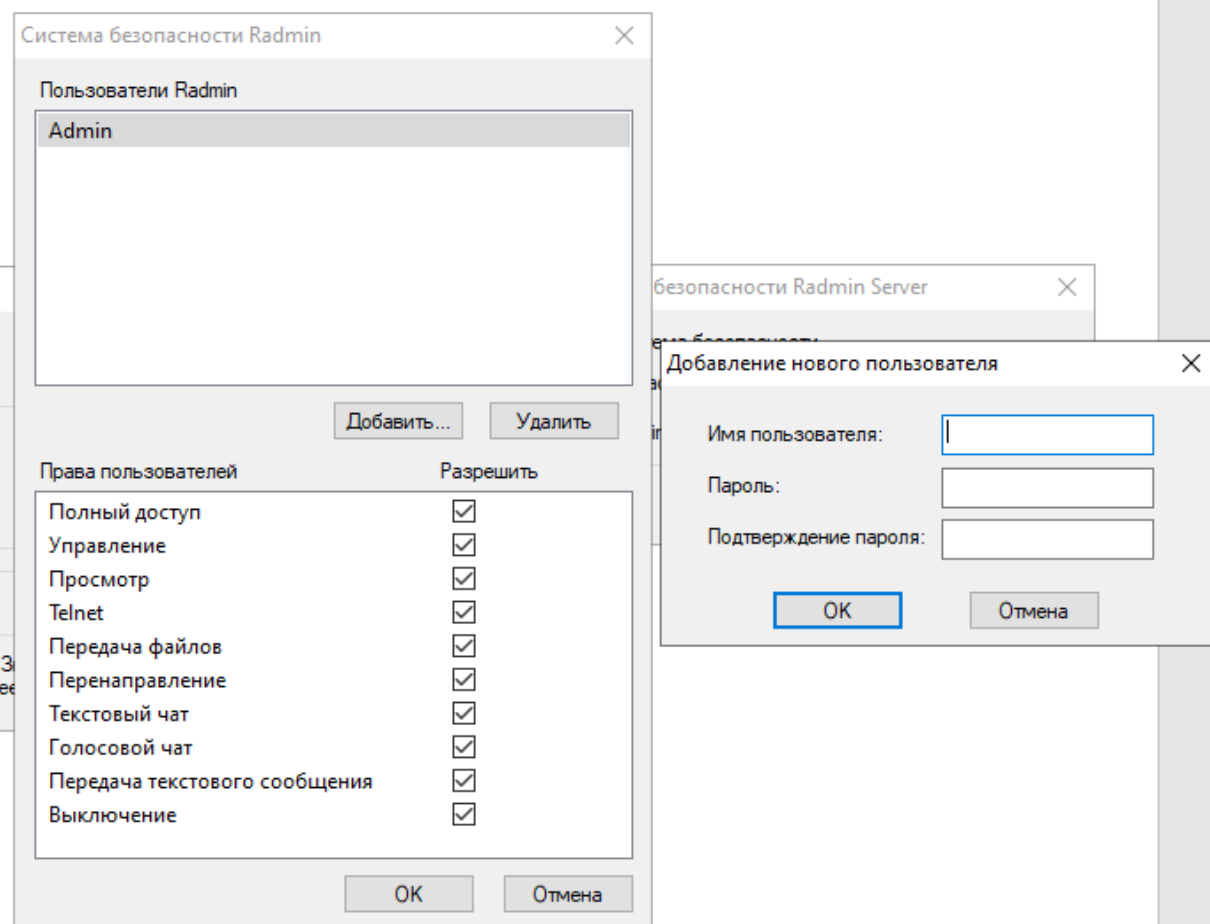 Система безопасности Radmin
Пользователи Radmin
Admin
Добавить...
Удалить
Права пользователей
Разрешить
Полный доступ
Управление
Просмотр
Telnet
Передача файлов
Перенаправление
Текстовый чат
Голосовой чат
Передача текстового сообщения
Выключение
OK
Отмена
безопасности Radmin Server
Добавление нового пользователя
Имя пользователя:
Пароль:
Подтверждение пароля:
OK
Отмена